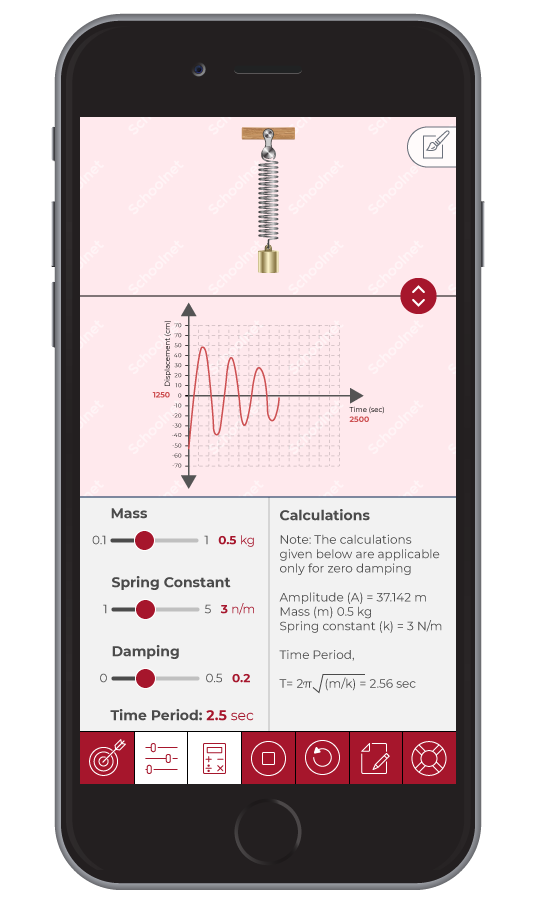 Schoolnet
Displacement (cm)
70
60
50
40
30
20
10
1250 0
-10
-20
-30
-40
-50
-60
-70
Time (sec)
2500
Mass
0.1 1 0.5 kg
Spring Constant
1 5 3 n/m
Damping
0 0.5 0.2
Time Period: 2.5 sec
Calculations
Note: The calculations
given below are applicable
only for zero damping
Amplitude (A) = 37.142 m
Mass (m) 0.5 kg
Spring constant (k) = 3 N/m
Time Period,
T= 2π√(m/k) = 2.56 sec